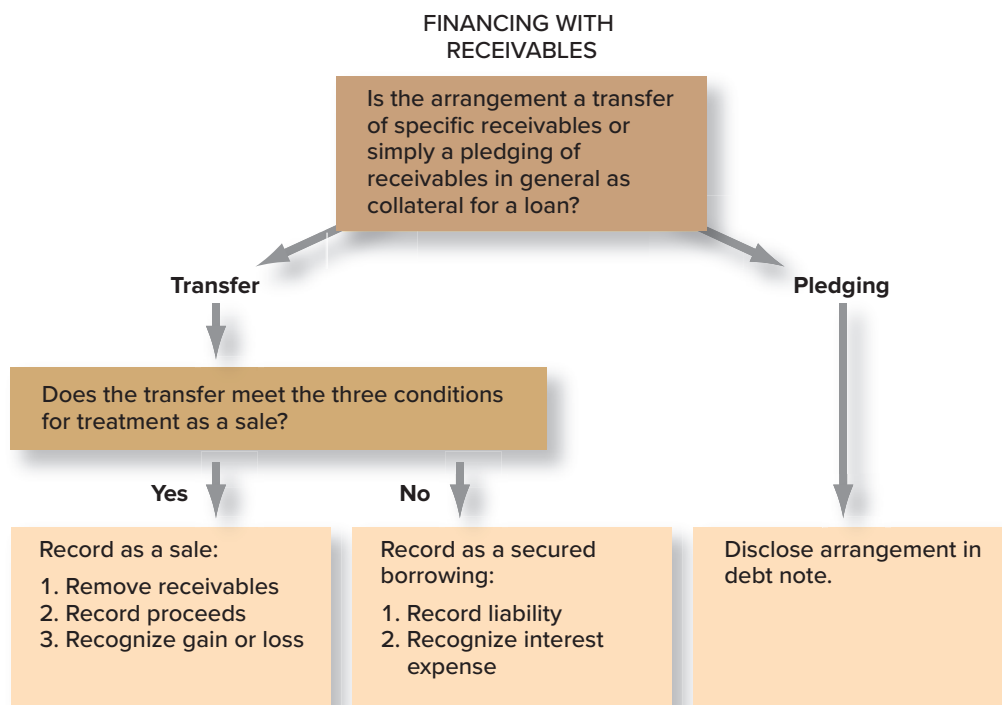 FINANCING WITH
RECEIVABLES
Is the arrangement a transfer
of specific receivables or
simply a pledging of
receivables in general as
collateral for a loan?
Transfer
Pledging
Does the transfer meet the three conditions
for treatment as a sale?
Yes
No
Record as a sale:
1. Remove receivables
2. Record proceeds
3. Recognize gain or loss
Record as a secured
borrowing:
1. Record liability
2. Recognize interest
expense
Disclose arrangement in
debt note.